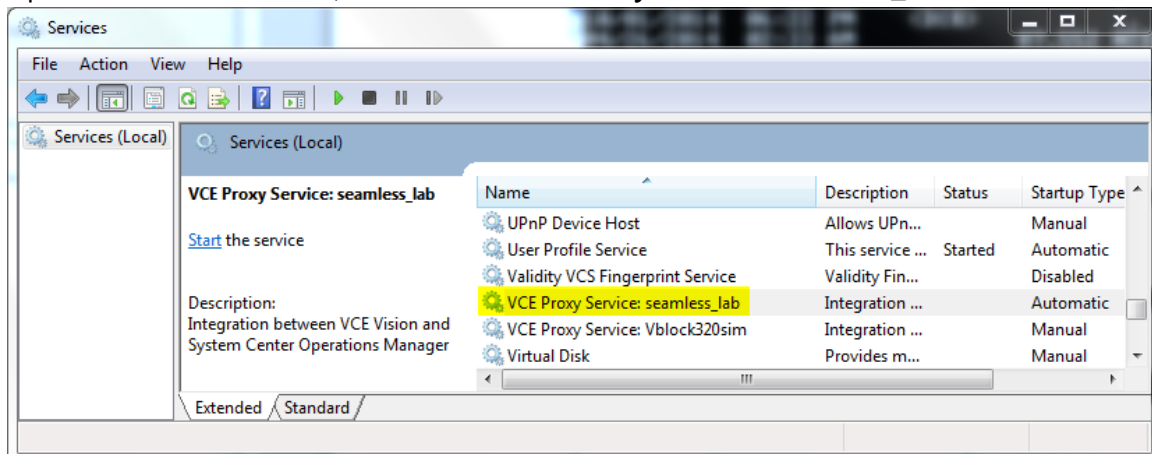 Services
File Action View Help
Services (Local)
Services (Local)
VCE Proxy Service: seamless_lab
Start the service
Description:
Integration between VCE Vision and
System Center Operations Manager
Name Description Status Startup Type
UPnP Device Host Allows UPn... Manual
User Profile Service This service ... Started Automatic
Validity VCS Fingerprint Service Validity Fin... Disabled
VCE Proxy Service: seamless_lab Integration ... Automatic
VCE Proxy Service: Vblock320sim Integration ... Manual
Virtual Disk Provides m... Manual
Extended Standard